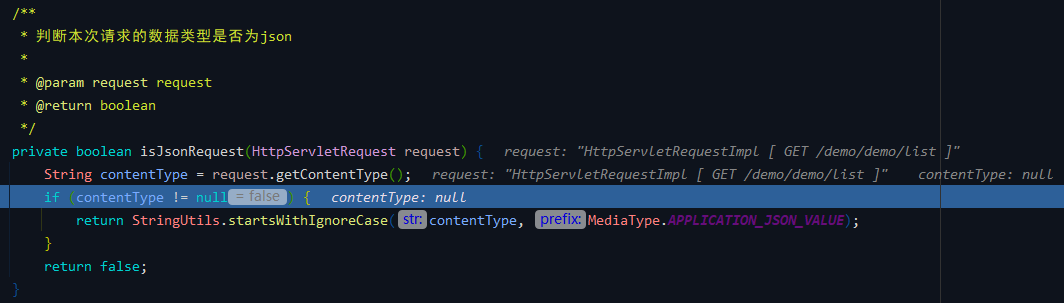 /**
 * 判断本次请求的数据类型是否为json
 *
 * @param request request
 * @return boolean
 */
private boolean isJsonRequest(HttpServletRequest request) { request: "HttpServletRequestImpl [ GET /demo/demo/list ]"
    String contentType = request.getContentType(); request: "HttpServletRequestImpl [ GET /demo/demo/list ]" contentType: null
    if (contentType != null = false ) { contentType: null
        return StringUtils.startsWithIgnoreCase( str: contentType, prefix: MediaType.APPLICATION_JSON_VALUE);
    }
    return false;
}